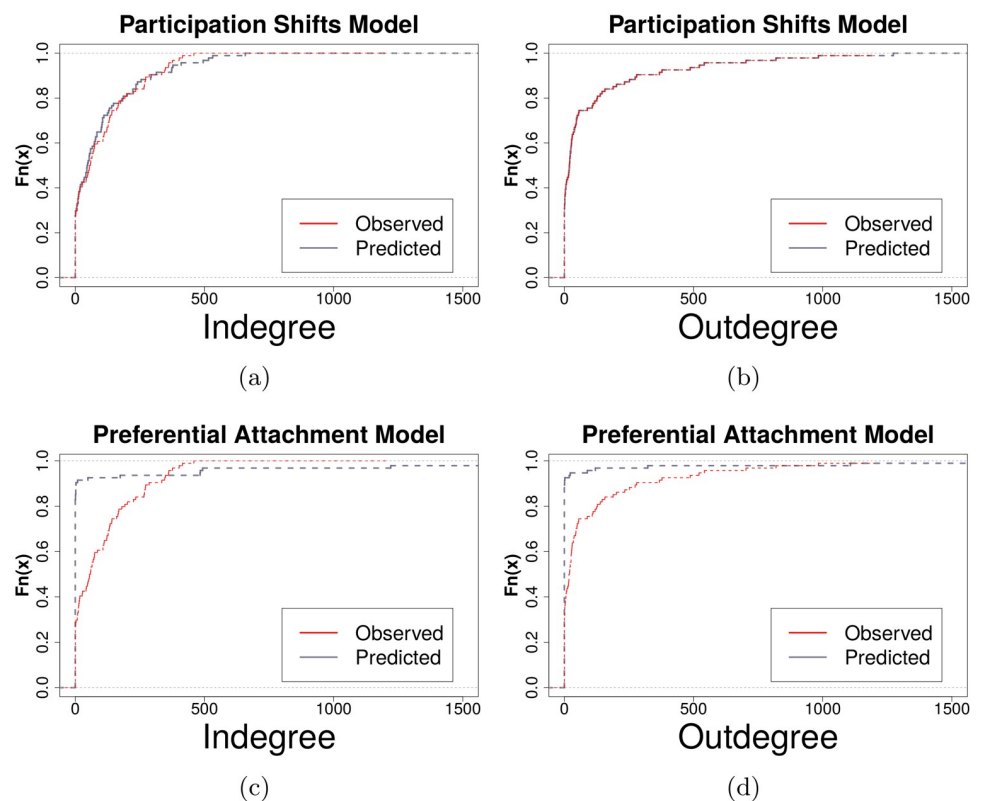 Participation Shifts Model
Fn(x)
1.0
0.8
0.6
0.4
0.2
0.0
Observed
Predicted
0 500 1000 1500
Indegree
(a)
Participation Shifts Model
Fn(x)
1.0
0.8
0.6
0.4
0.2
0.0
Observed
Predicted
0 500 1000 1500
Outdegree
(b)
Preferential Attachment Model
Fn(x)
1.0
0.8
0.6
0.4
0.2
0.0
Observed
Predicted
0 500 1000 1500
Indegree
(c)
Preferential Attachment Model
Fn(x)
1.0
0.8
0.6
0.4
0.2
0.0
Observed
Predicted
0 500 1000 1500
Outdegree
(d)